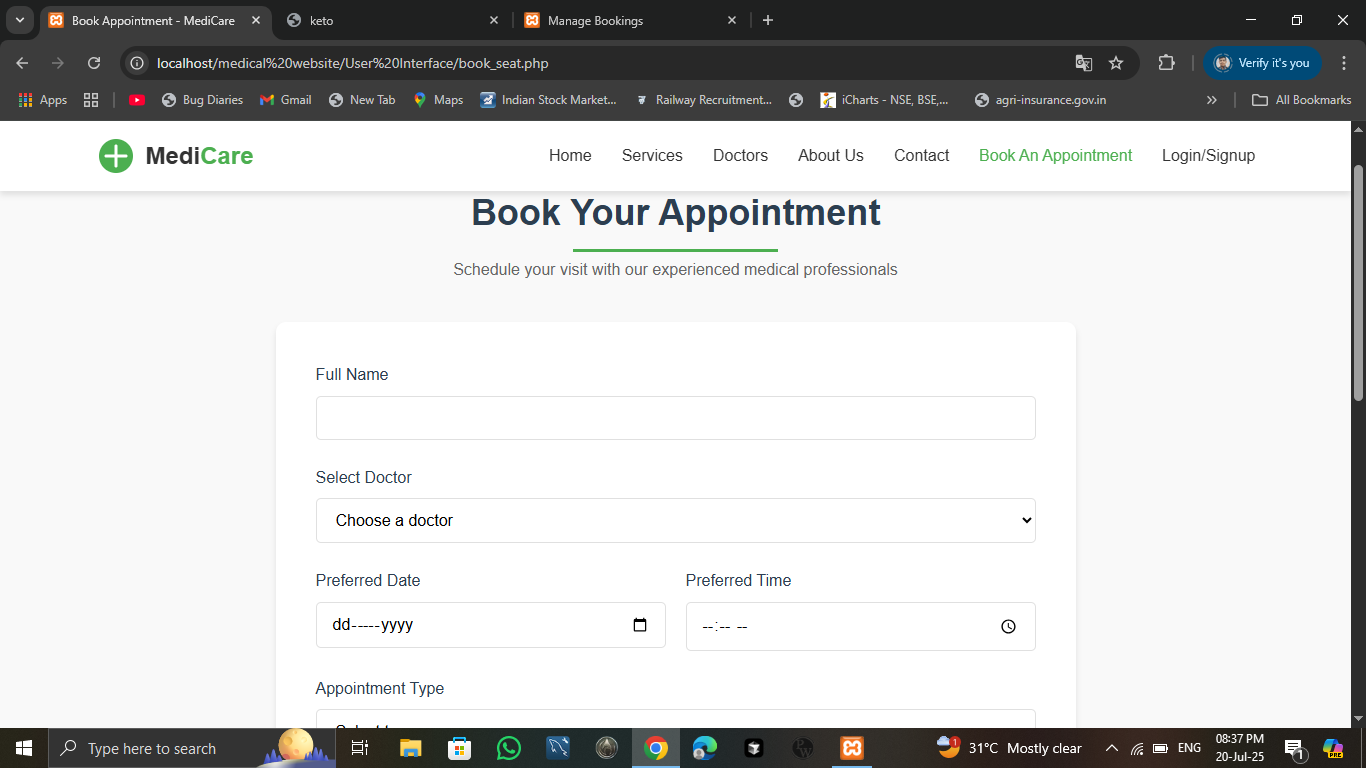 Book Appointment - MediCare
keto
Manage Bookings
localhost/medical%20website/User%20Interface/book_seat.php
Verify it's you
Apps
Bug Diaries
Gmail
New Tab
Maps
Indian Stock Market...
Railway Recruitment...
iCharts - NSE, BSE,...
agri-insurance.gov.in
All Bookmarks
MediCare
Home
Services
Doctors
About Us
Contact
Book An Appointment
Login/Signup
Book Your Appointment
Schedule your visit with our experienced medical professionals
Full Name
Select Doctor
Choose a doctor
Preferred Date
Preferred Time
dd-----yyyy
--:-- --
Appointment Type
Type here to search
31°C Mostly clear
ENG
08:37 PM
20-Jul-25
1